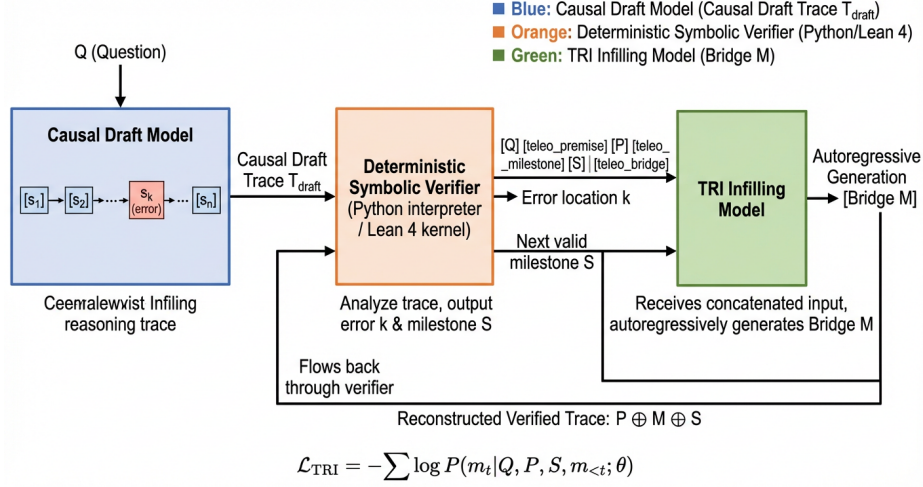 Blue: Causal Draft Model (Causal Draft Trace T_draft)
Orange: Deterministic Symbolic Verifier (Python/Lean 4)
Green: TRI Infilling Model (Bridge M)
Q (Question)
Causal Draft Model
[s₁]
[s₂]
...
s_k
(error)
...
[s_n]
Ceemalewxist Infiling
reasoning trace
Causal Draft
Trace T_draft
Deterministic
Symbolic Verifier
(Python interpreter
/ Lean 4 kernel)
Analyze trace, output
error k & milestone S
[Q] [teleo_premise] [P] [teleo_
_milestone] [S] | [teleo_bridge]
Error location k
Next valid
milestone S
TRI Infilling
Model
Receives concatenated input,
autoregressively generates Bridge M
Autoregressive
Generation
[Bridge M]
Flows back
through verifier
Reconstructed Verified Trace: P ⊕ M ⊕ S
ℒ_TRI = −∑ log P(m_t|Q, P, S, m_<t; θ)